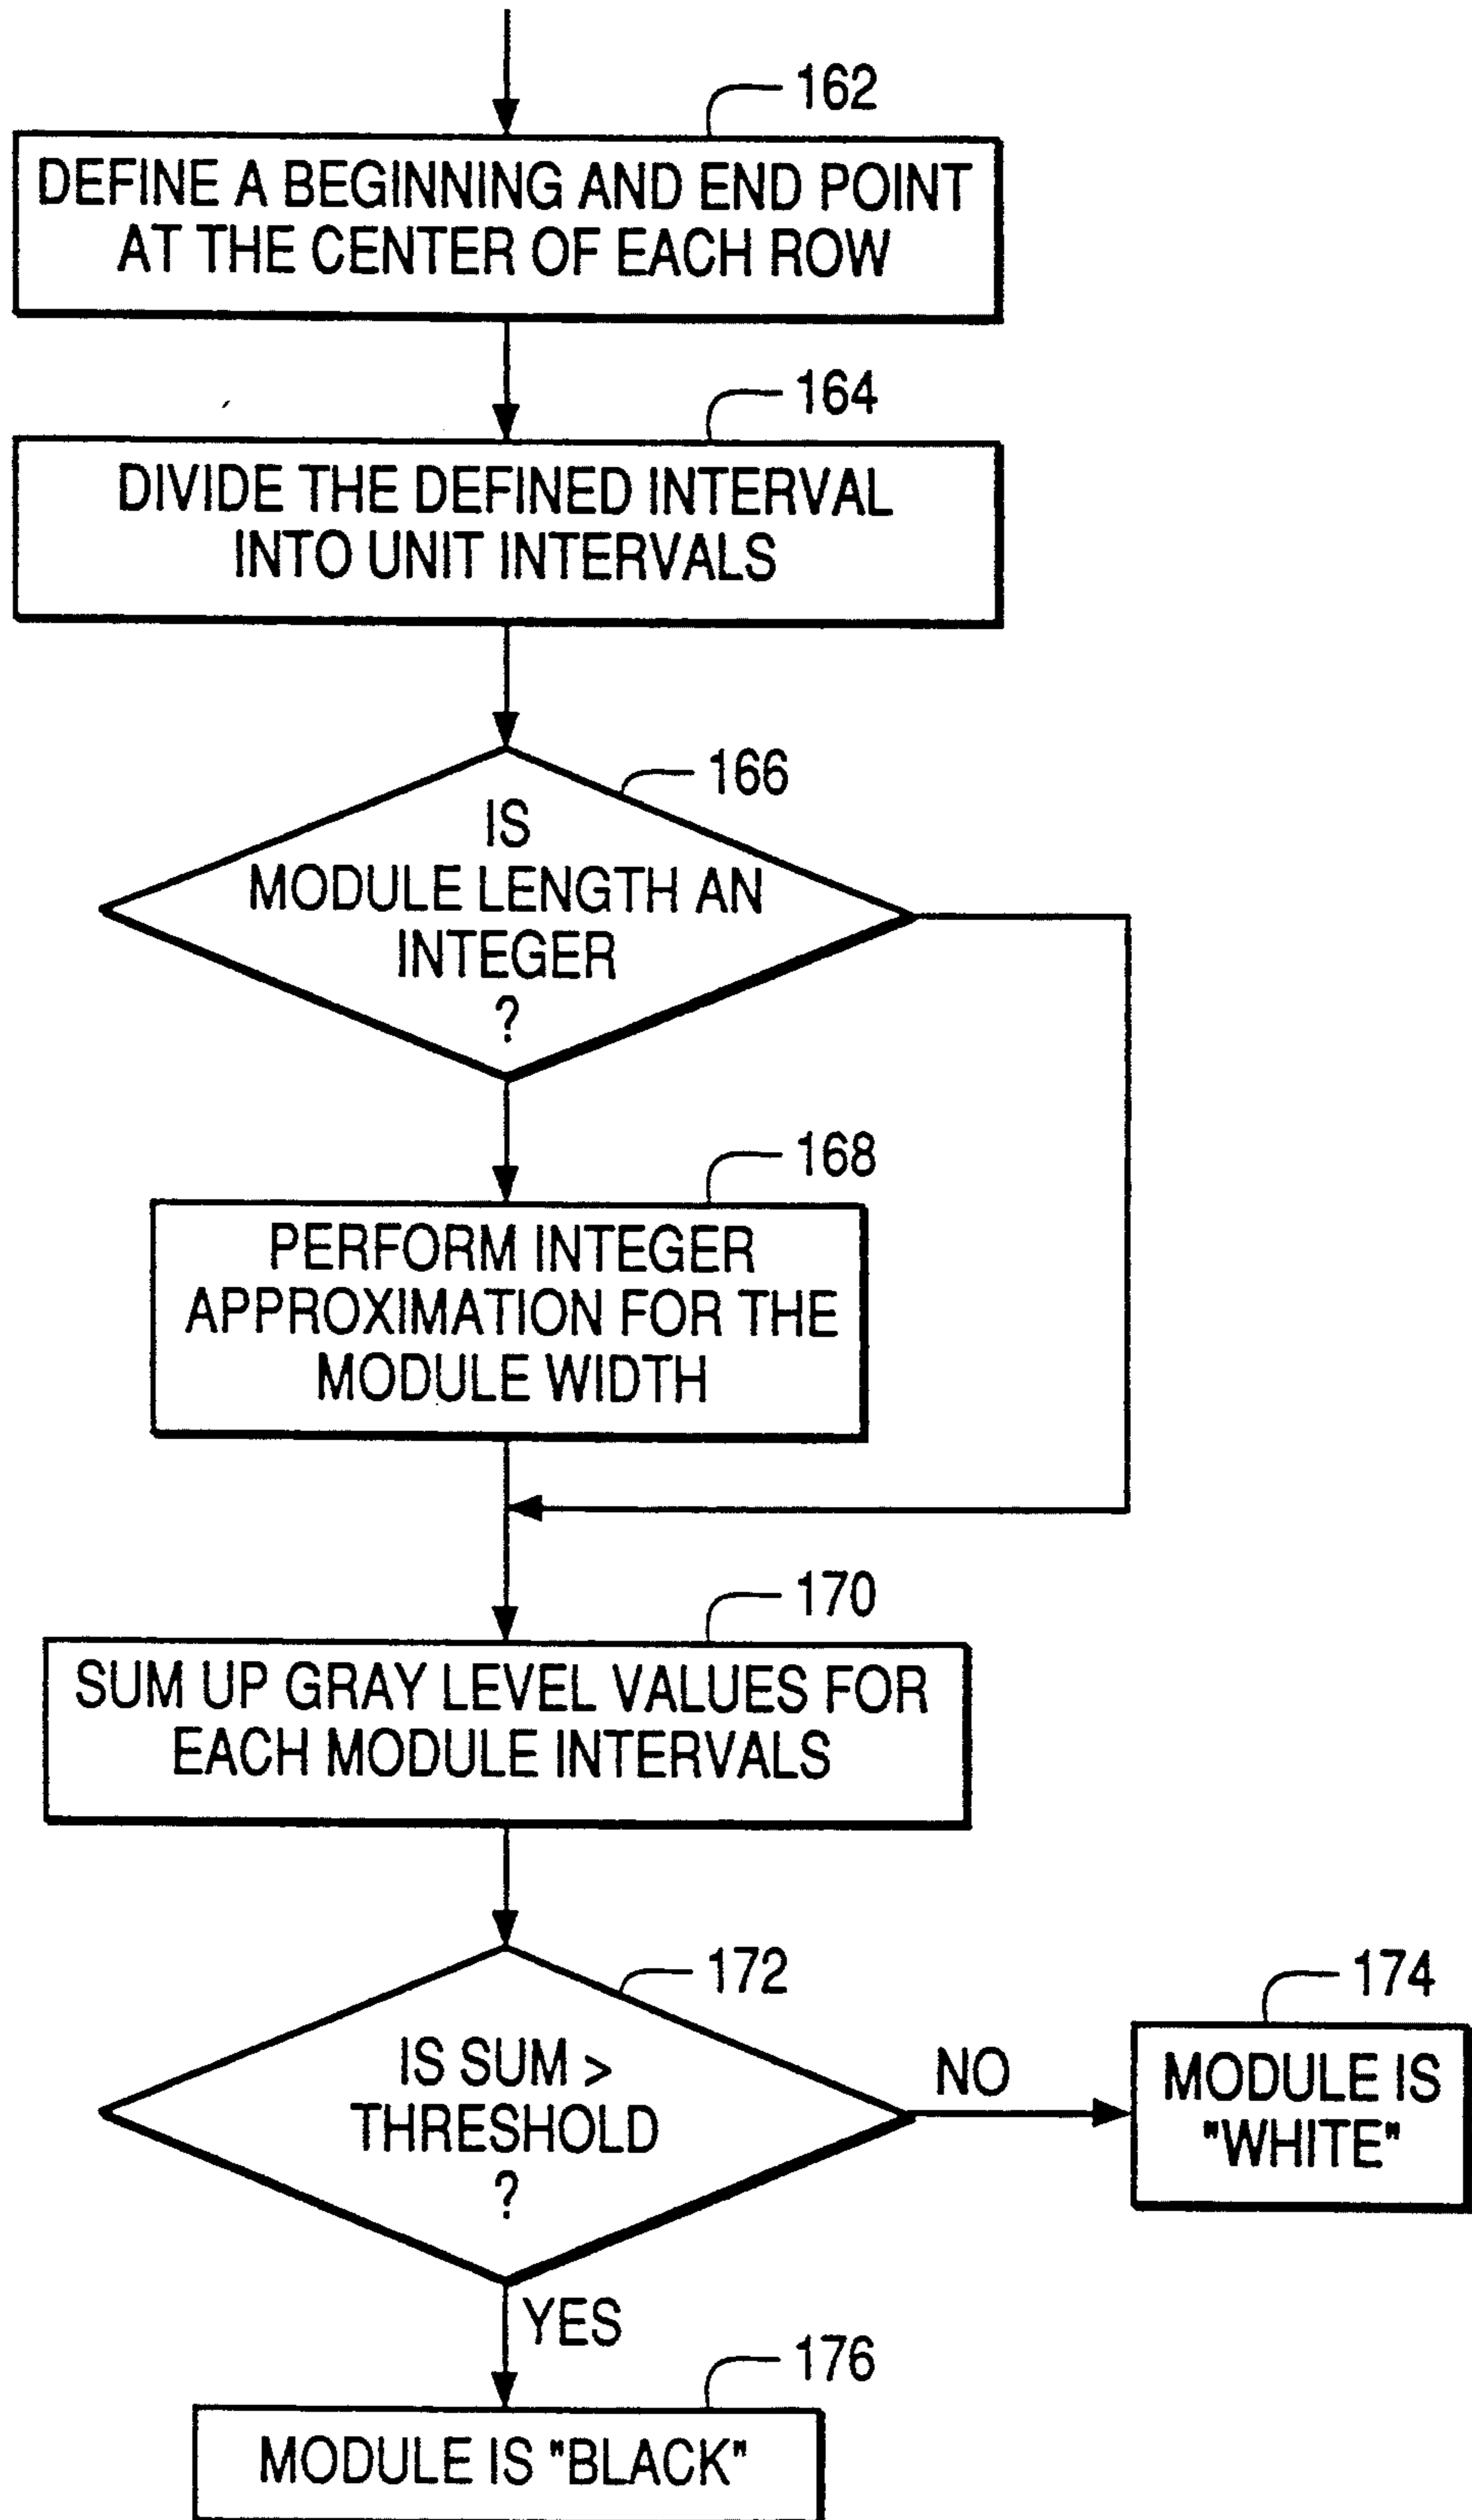 162
DEFINE A BEGINNING AND END POINT
AT THE CENTER OF EACH ROW
164
DIVIDE THE DEFINED INTERVAL
INTO UNIT INTERVALS
166
IS
MODULE LENGTH AN
INTEGER
?
168
PERFORM INTEGER
APPROXIMATION FOR THE
MODULE WIDTH
170
SUM UP GRAY LEVEL VALUES FOR
EACH MODULE INTERVALS
172
IS SUM >
THRESHOLD
?
NO
174
MODULE IS
"WHITE"
YES
176
MODULE IS "BLACK"